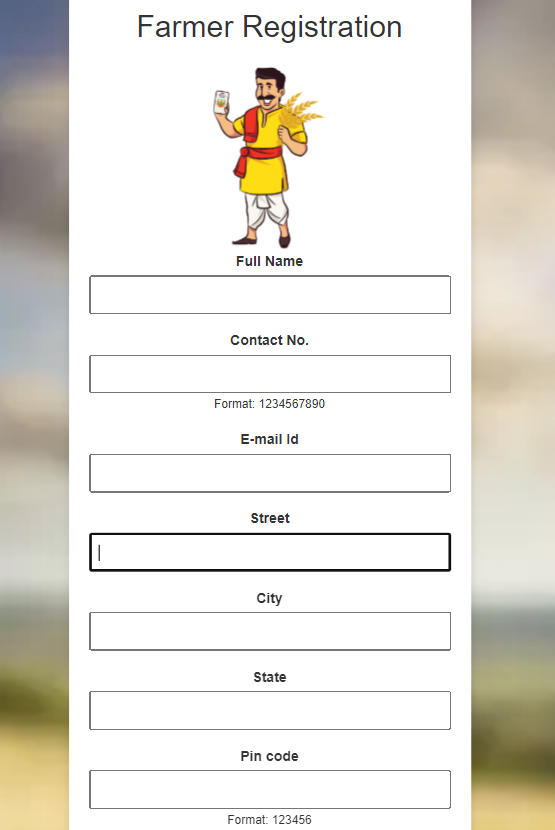 Farmer Registration
Full Name
Contact No.
Format: 1234567890
E-mail Id
Street
City
State
Pin code
Format: 123456